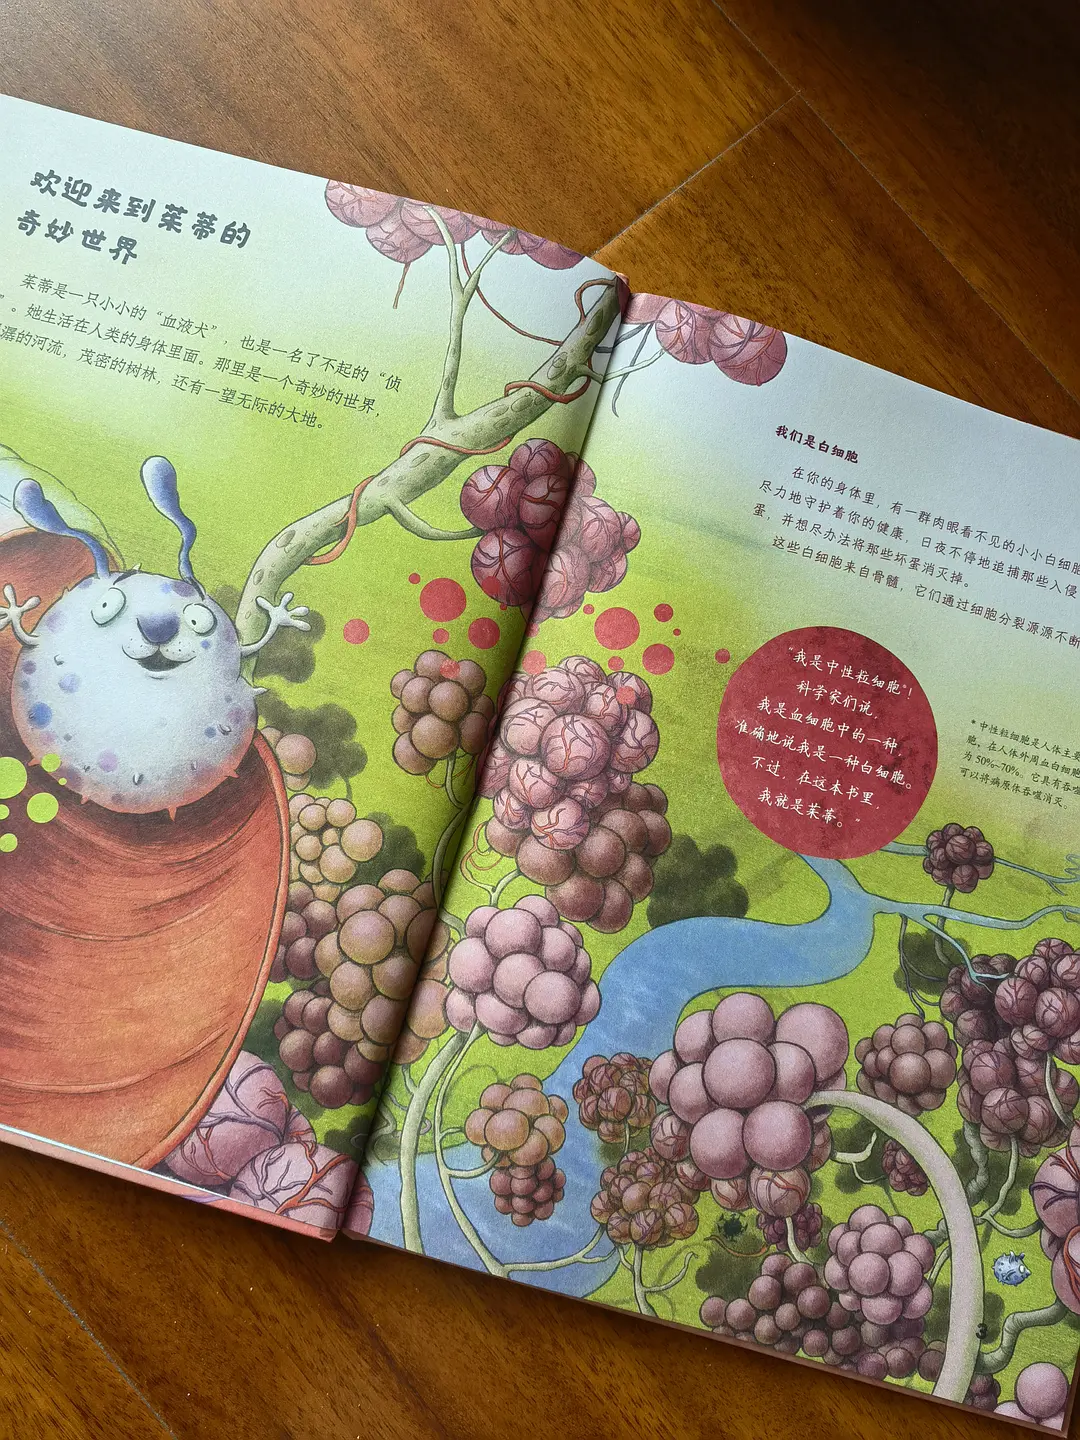 欢迎来到茱蒂的
奇妙世界
茱蒂是一只小小的“血液犬”，也是一名了不起的“侦
”。她生活在人类的身体里面。那里是一个奇妙的世界，
潺的河流，茂密的树林，还有一望无际的大地。
我们是白细胞
在你的身体里，有一群肉眼看不见的小小白细胞
尽力地守护着你的健康，日夜不停地追捕那些入侵
蛋，并想尽办法将那些坏蛋消灭掉。
这些白细胞来自骨髓，它们通过细胞分裂源源不断
“我是中性粒细胞*！
科学家们说，
我是血细胞中的一种，
准确地说我是一种白细胞。
不过，在这本书里，
我就是茱蒂。”
* 中性粒细胞是人体主要
胞，在人体外周血白细胞
为 50%~70%。它具有吞噬
可以将病原体吞噬消灭。
3